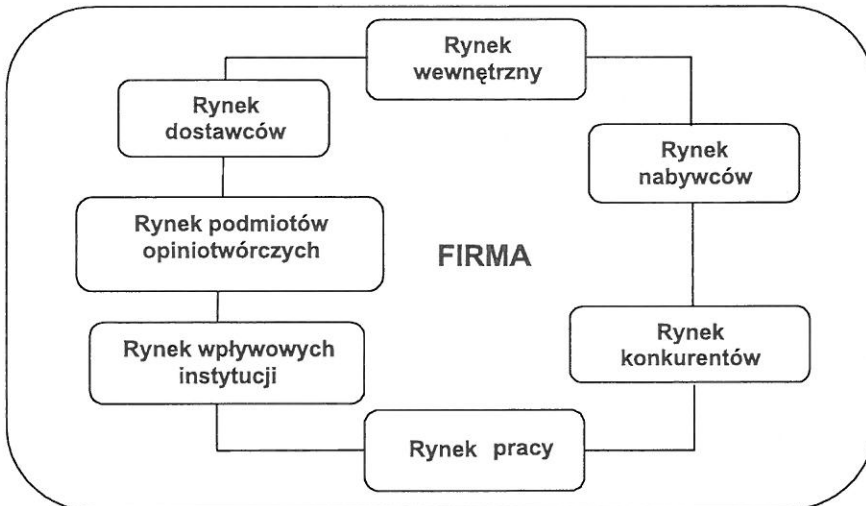 Rynek
wewnętrzny
Rynek
dostawców
Rynek
nabywców
Rynek podmiotów
opiniotwórczych
FIRMA
Rynek wpływowych
instytucji
Rynek
konkurentów
Rynek pracy